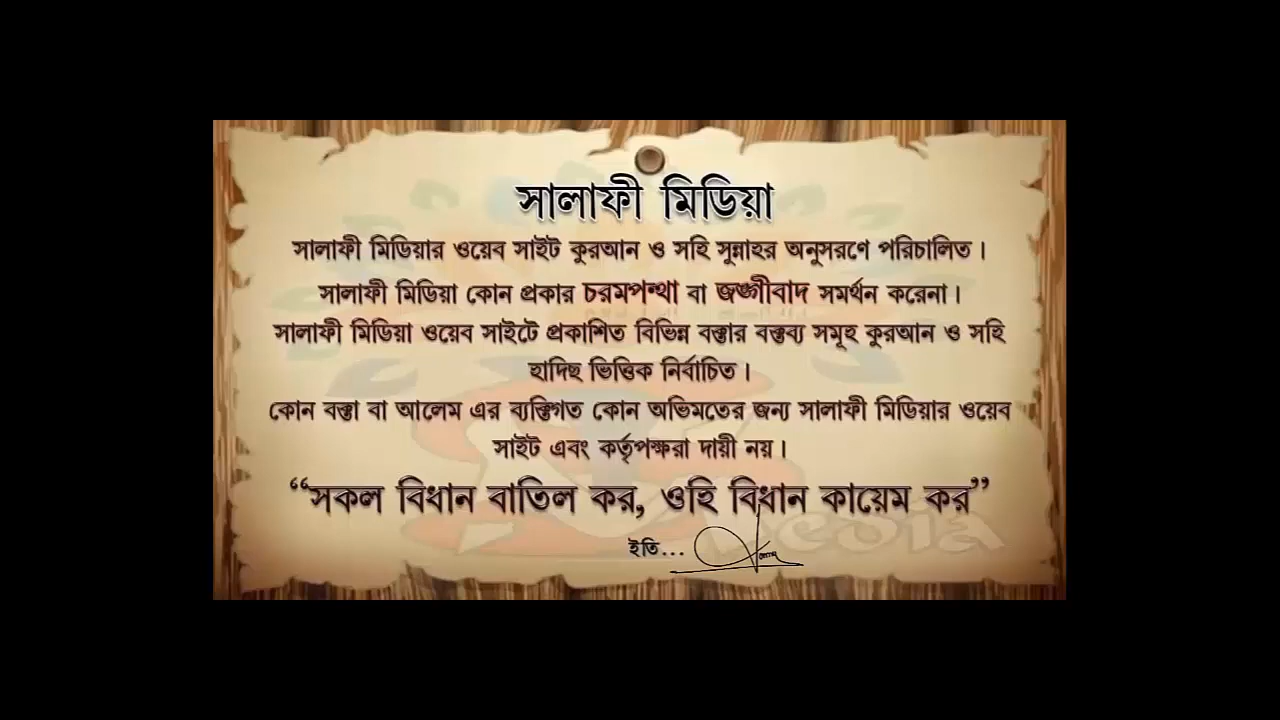 সালাফী মিডিয়া
সালাফী মিডিয়ার ওয়েব সাইট কুরআন ও সহি সুন্নাহর অনুসরণে পরিচালিত।
সালাফী মিডিয়া কোন প্রকার চরমপন্থা বা জঙ্গীবাদ সমর্থন করেনা।
সালাফী মিডিয়া ওয়েব সাইটে প্রকাশিত বিভিন্ন বক্তার বক্তব্য সমূহ কুরআন ও সহি
হাদিছ ভিত্তিক নির্বাচিত।
কোন বক্তা বা আলেম এর ব্যক্তিগত কোন অভিমতের জন্য সালাফী মিডিয়ার ওয়েব
সাইট এবং কর্তৃপক্ষরা দায়ী নয়।
“সকল বিধান বাতিল কর, ওহি বিধান কায়েম কর”
ইতি...